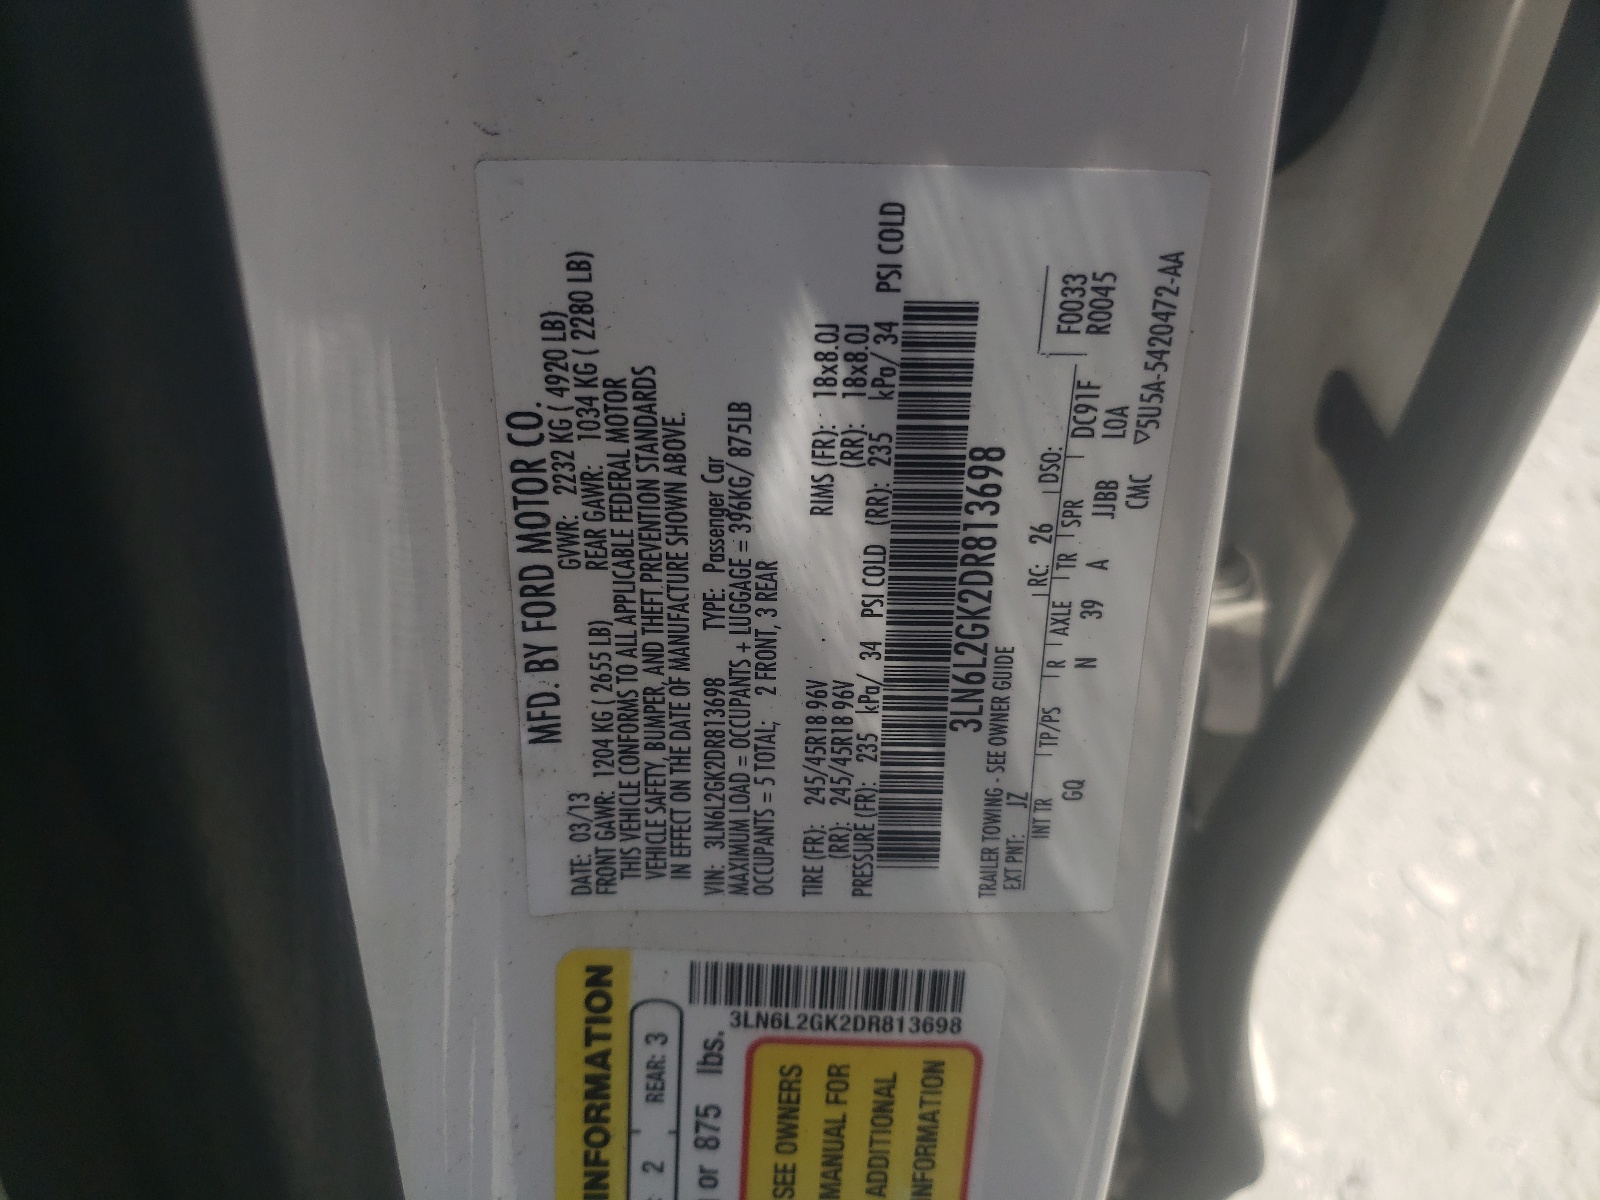 MFD. BY FORD MOTOR CO.
DATE: 03/13 GVWR: 2232 KG ( 4920 LB)
FRONT GAWR: 1204 KG ( 2655 LB) REAR GAWR: 1034 KG ( 2280 LB)
THIS VEHICLE CONFORMS TO ALL APPLICABLE FEDERAL MOTOR
VEHICLE SAFETY, BUMPER, AND THEFT PREVENTION STANDARDS
IN EFFECT ON THE DATE OF MANUFACTURE SHOWN ABOVE.
VIN: 3LN6L2GK2DR813698 TYPE: Passenger Car
MAXIMUM LOAD = OCCUPANTS + LUGGAGE = 396KG/ 875LB
OCCUPANTS = 5 TOTAL; 2 FRONT, 3 REAR
TIRE (FR): 245/45R18 96V RIMS (FR): 18x8.0J
(RR): 245/45R18 96V (RR): 18x8.0J
PRESSURE (FR): 235 kPa/ 34 PSI COLD (RR): 235 kPa/ 34 PSI COLD
3LN6L2GK2DR813698
TRAILER TOWING - SEE OWNER GUIDE
EXT PNT: JZ RC: 26 DSO:
INT TR TP/PS R AXLE TR SPR F0033
GQ N 39 A DC91F R0045
JJBB LOA
CMC ▽5U5A-5420472-AA
INFORMATION
2 REAR: 3
or 875 lbs.
3LN6L2GK2DR813698
SEE OWNERS
MANUAL FOR
ADDITIONAL
INFORMATION